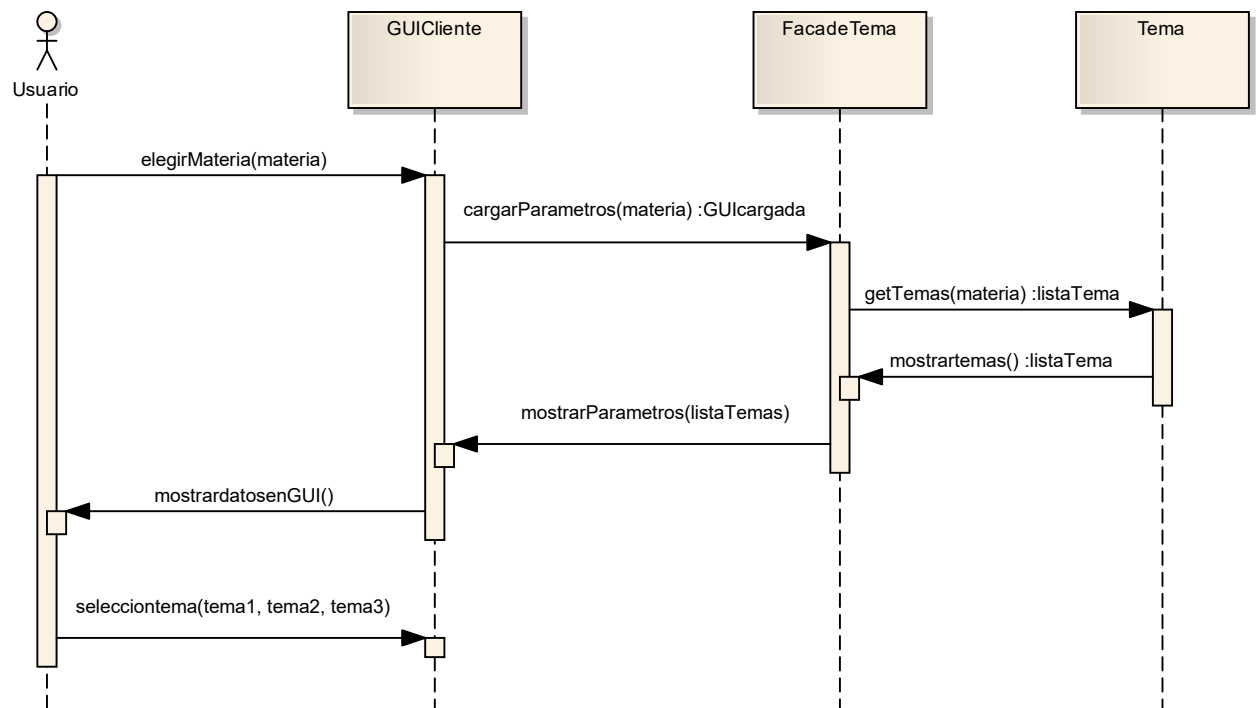 Usuario
GUICliente
FacadeTema
Tema
elegirMateria(materia)
cargarParametros(materia) :GUIcargada
getTemas(materia) :listaTema
mostrartemas() :listaTema
mostrarParametros(listaTemas)
mostrardatosenGUI()
selecciontema(tema1, tema2, tema3)